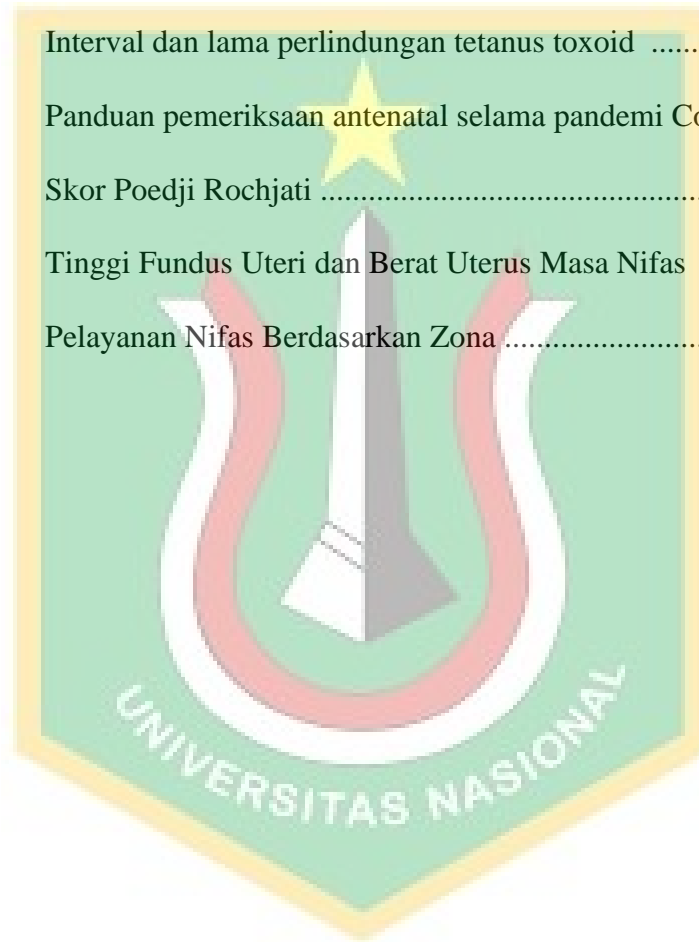 Interval dan lama perlindungan tetanus toxoid .......
Panduan pemeriksaan antenatal selama pandemi
Skor Poedji Rochjati ................................................
Tinggi Fundus Uteri dan Berat Uterus Masa Nifas
Pelayanan Nifas Berdasarkan Zona .........................
UNIVERSITAS NASIONAL